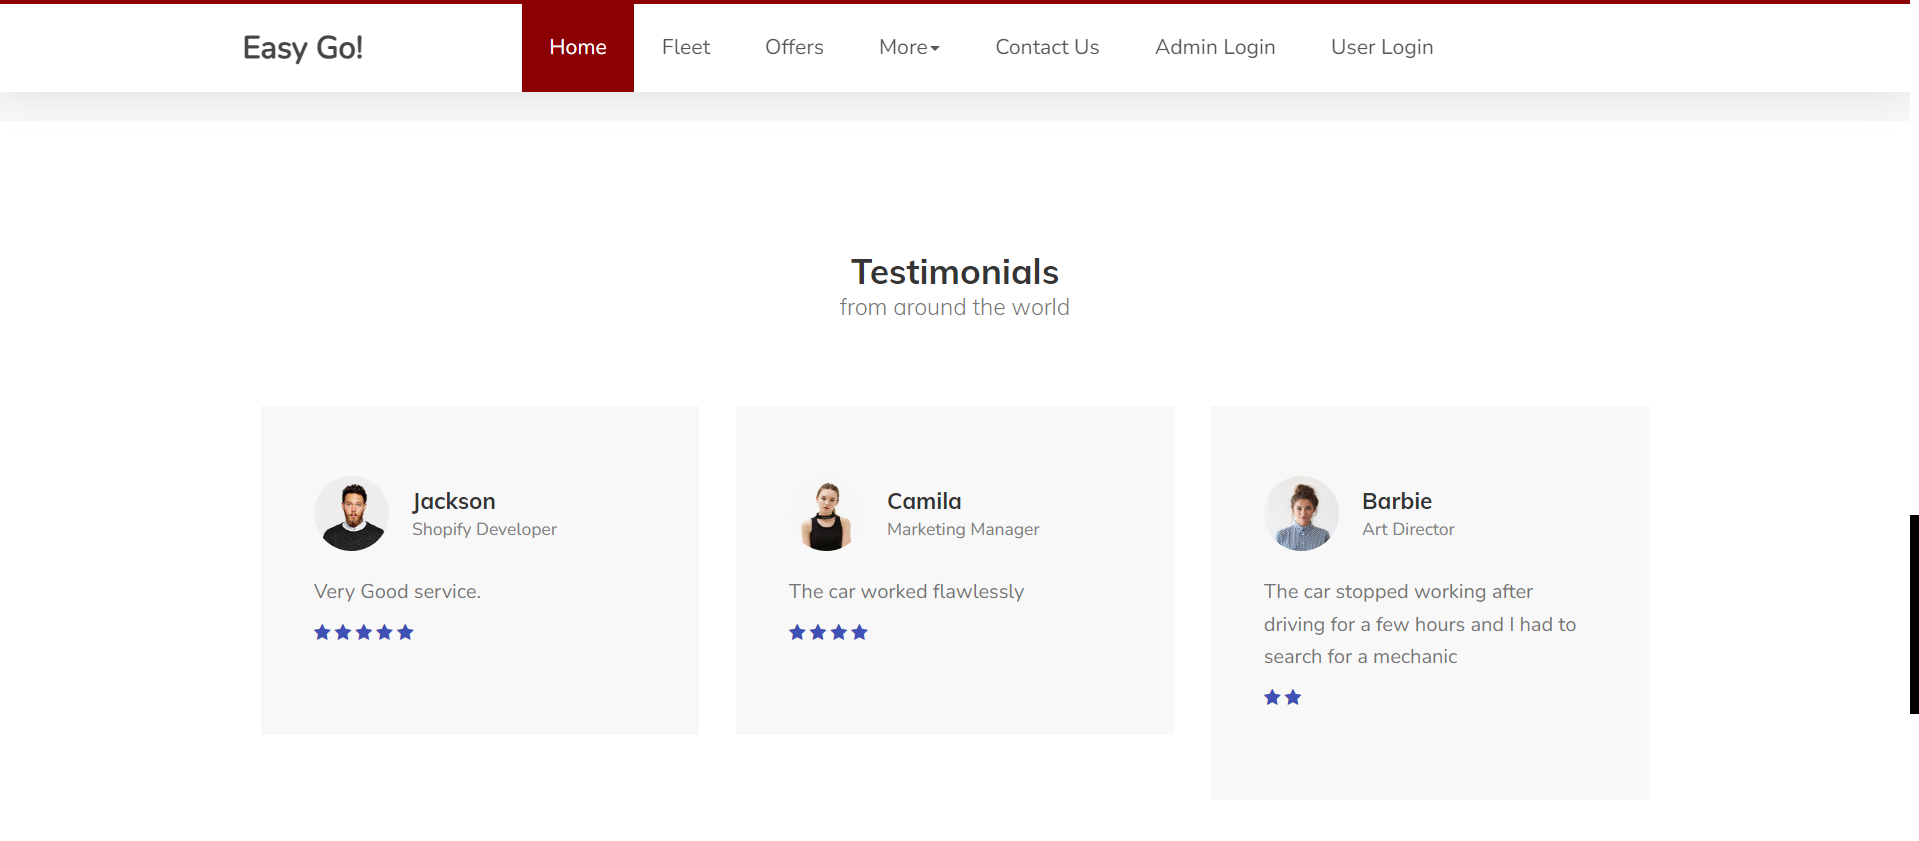 Easy Go!
Home Fleet Offers More Contact Us Admin Login User Login
Testimonials
from around the world
Jackson
Shopify Developer
Very Good service.
Camila
Marketing Manager
The car worked flawlessly
Barbie
Art Director
The car stopped working after
driving for a few hours and I had to
search for a mechanic